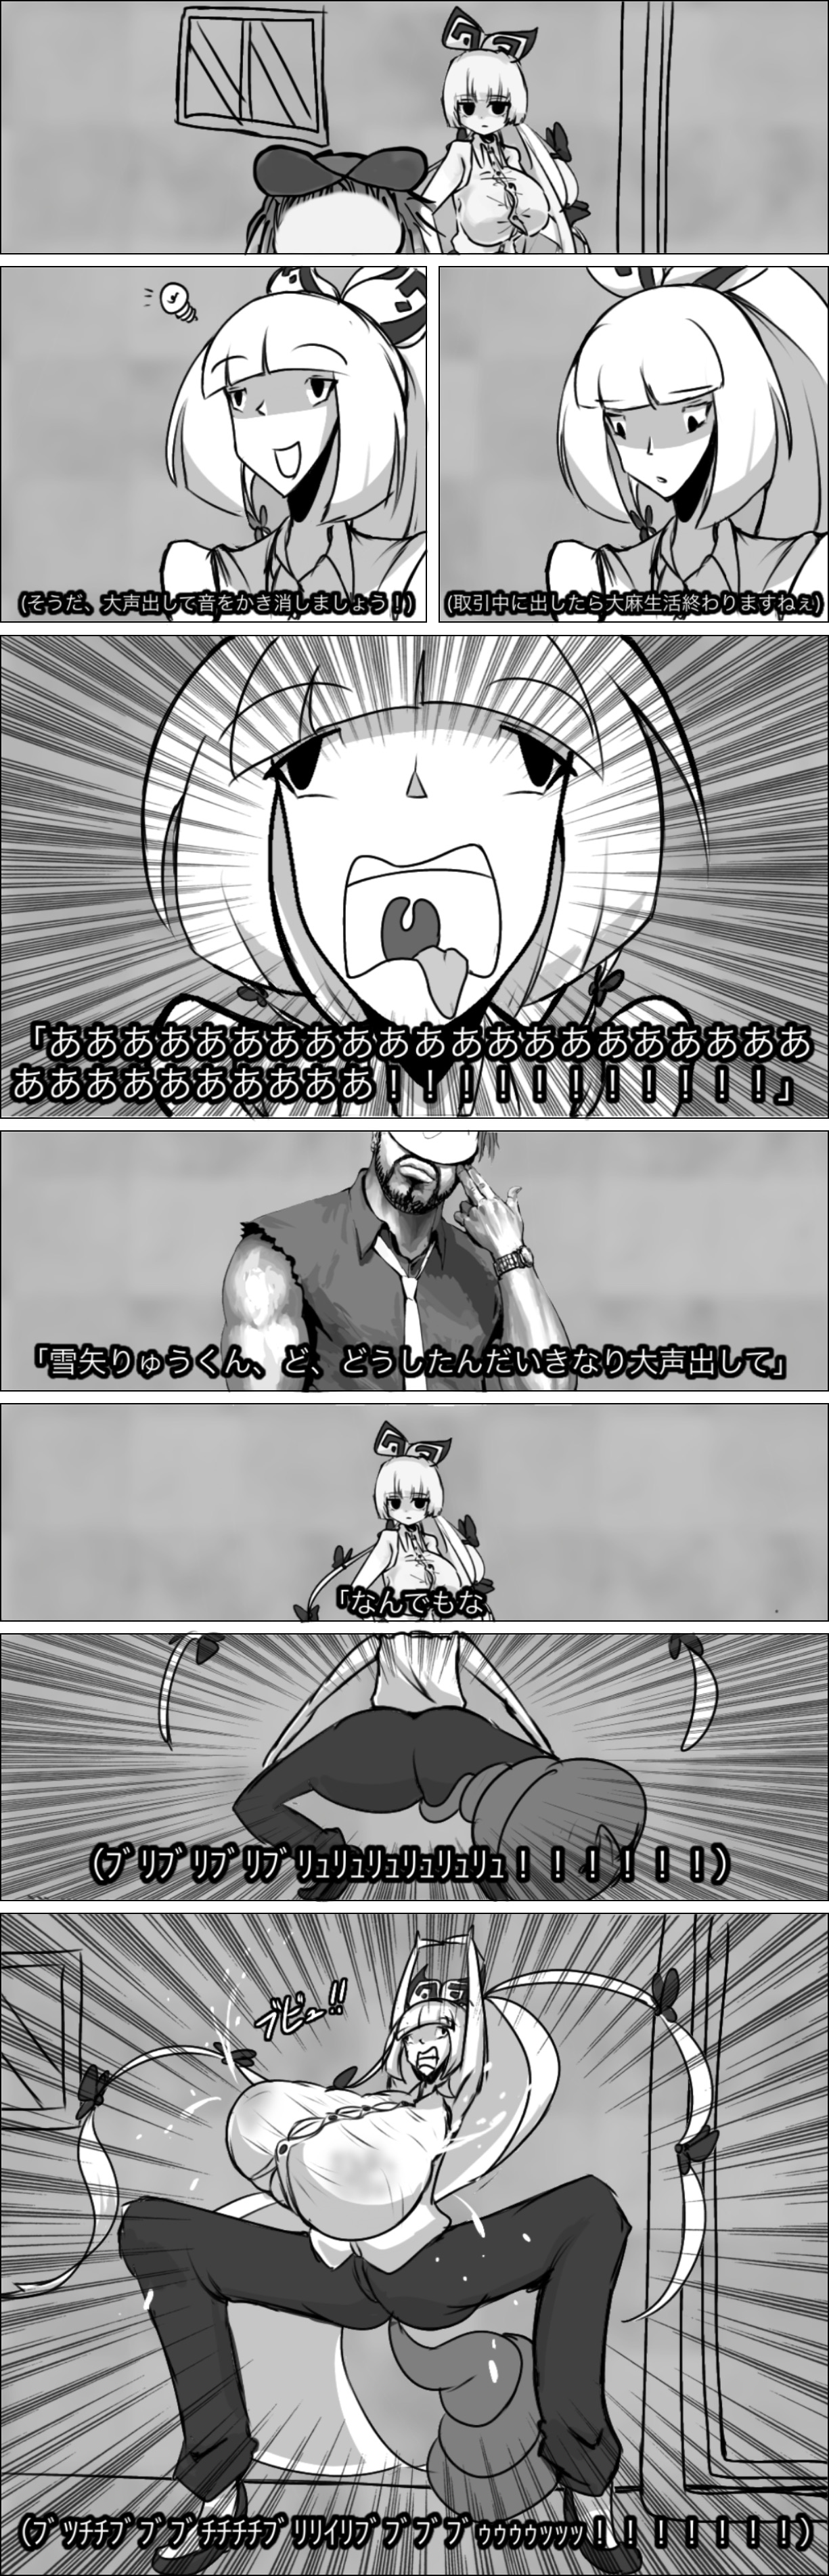 (取引中に出したら大麻生活終わりますねぇ)
(そうだ、大声出して音をかき消しましょう！)
「あああああああああああああああああああああ
ああああああああああ！！！！！！！！！！！」
「雪矢りゅうくん、ど、どうしたんだいきなり大声出して」
「なんでもな
(ﾌﾞﾘﾌﾞﾘﾌﾞﾘﾌﾞﾘｭﾘｭﾘｭﾘｭﾘｭﾘｭ！！！！！！)
ブビュ!!
(ﾌﾞﾂﾁﾁﾌﾞﾌﾞﾌﾞﾁﾁﾁﾁﾌﾞﾘﾘｲﾘﾌﾞﾌﾞﾌﾞﾌﾞｩｩｩｩｯｯｯ！！！！！！！)